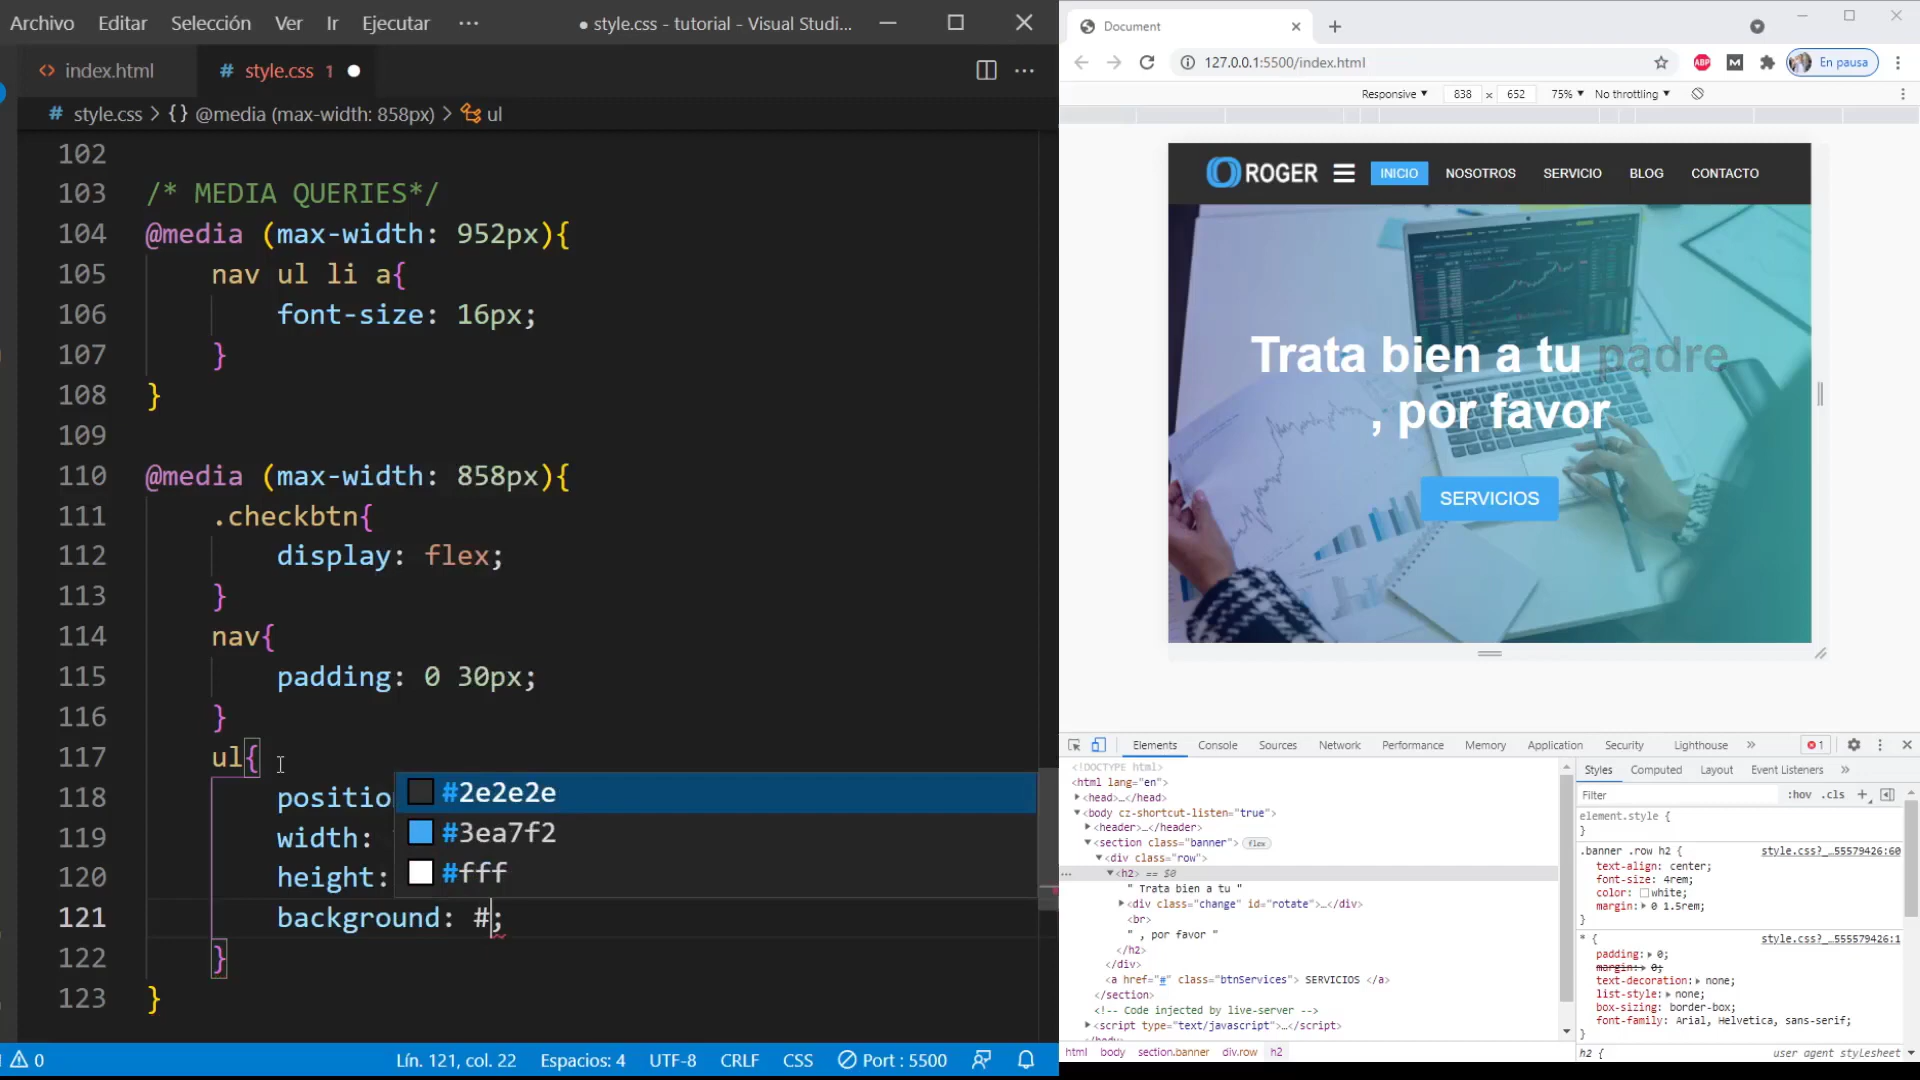 Archivo Editar Selección Ver Ir Ejecutar ··· ● style.css - tutorial - Visual Studi...
index.html # style.css 1 ●
# style.css > {} @media (max-width: 858px) > ul
102
103 /* MEDIA QUERIES*/
104 @media (max-width: 952px){
105 nav ul li a{
106 font-size: 16px;
107 }
108 }
109
110 @media (max-width: 858px){
111 .checkbtn{
112 display: flex;
113 }
114 nav{
115 padding: 0 30px;
116 }
117 ul{
118 position
119 width:
120 height:
121 background: #;
122 }
123 }
#2e2e2e
#3ea7f2
#fff
0 Lín. 121, col. 22 Espacios: 4 UTF-8 CRLF CSS Port : 5500
Document
127.0.0.1:5500/index.html ABP M En pausa
Responsive 838 x 652 75% No throttling
ROGER INICIO NOSOTROS SERVICIO BLOG CONTACTO
Trata bien a tu padre
, por favor
SERVICIOS
Elements Console Sources Network Performance Memory Application Security Lighthouse » 1
<!DOCTYPE html>
<html lang="en">
<head>…</head>
<body cz-shortcut-listen="true">
<header>…</header>
<section class="banner"> flex
<div class="row">
<h2> == $0
" Trata bien a tu "
<div class="change" id="rotate">…</div>
<br>
" , por favor "
</h2>
</div>
<a href="#" class="btnServices"> SERVICIOS </a>
</section>
<!-- Code injected by live-server -->
<script type="text/javascript">…</script>
</body>
html body section.banner div.row h2
Styles Computed Layout Event Listeners »
Filter :hov .cls +
element.style {
}
.banner .row h2 { style.css?_…555579426:60
text-align: center;
font-size: 4rem;
color: white;
margin: 0 1.5rem;
}
* { style.css?_…555579426:1
padding: 0;
margin: 0;
text-decoration: none;
list-style: none;
box-sizing: border-box;
font-family: Arial, Helvetica, sans-serif;
}
h2 { user agent stylesheet